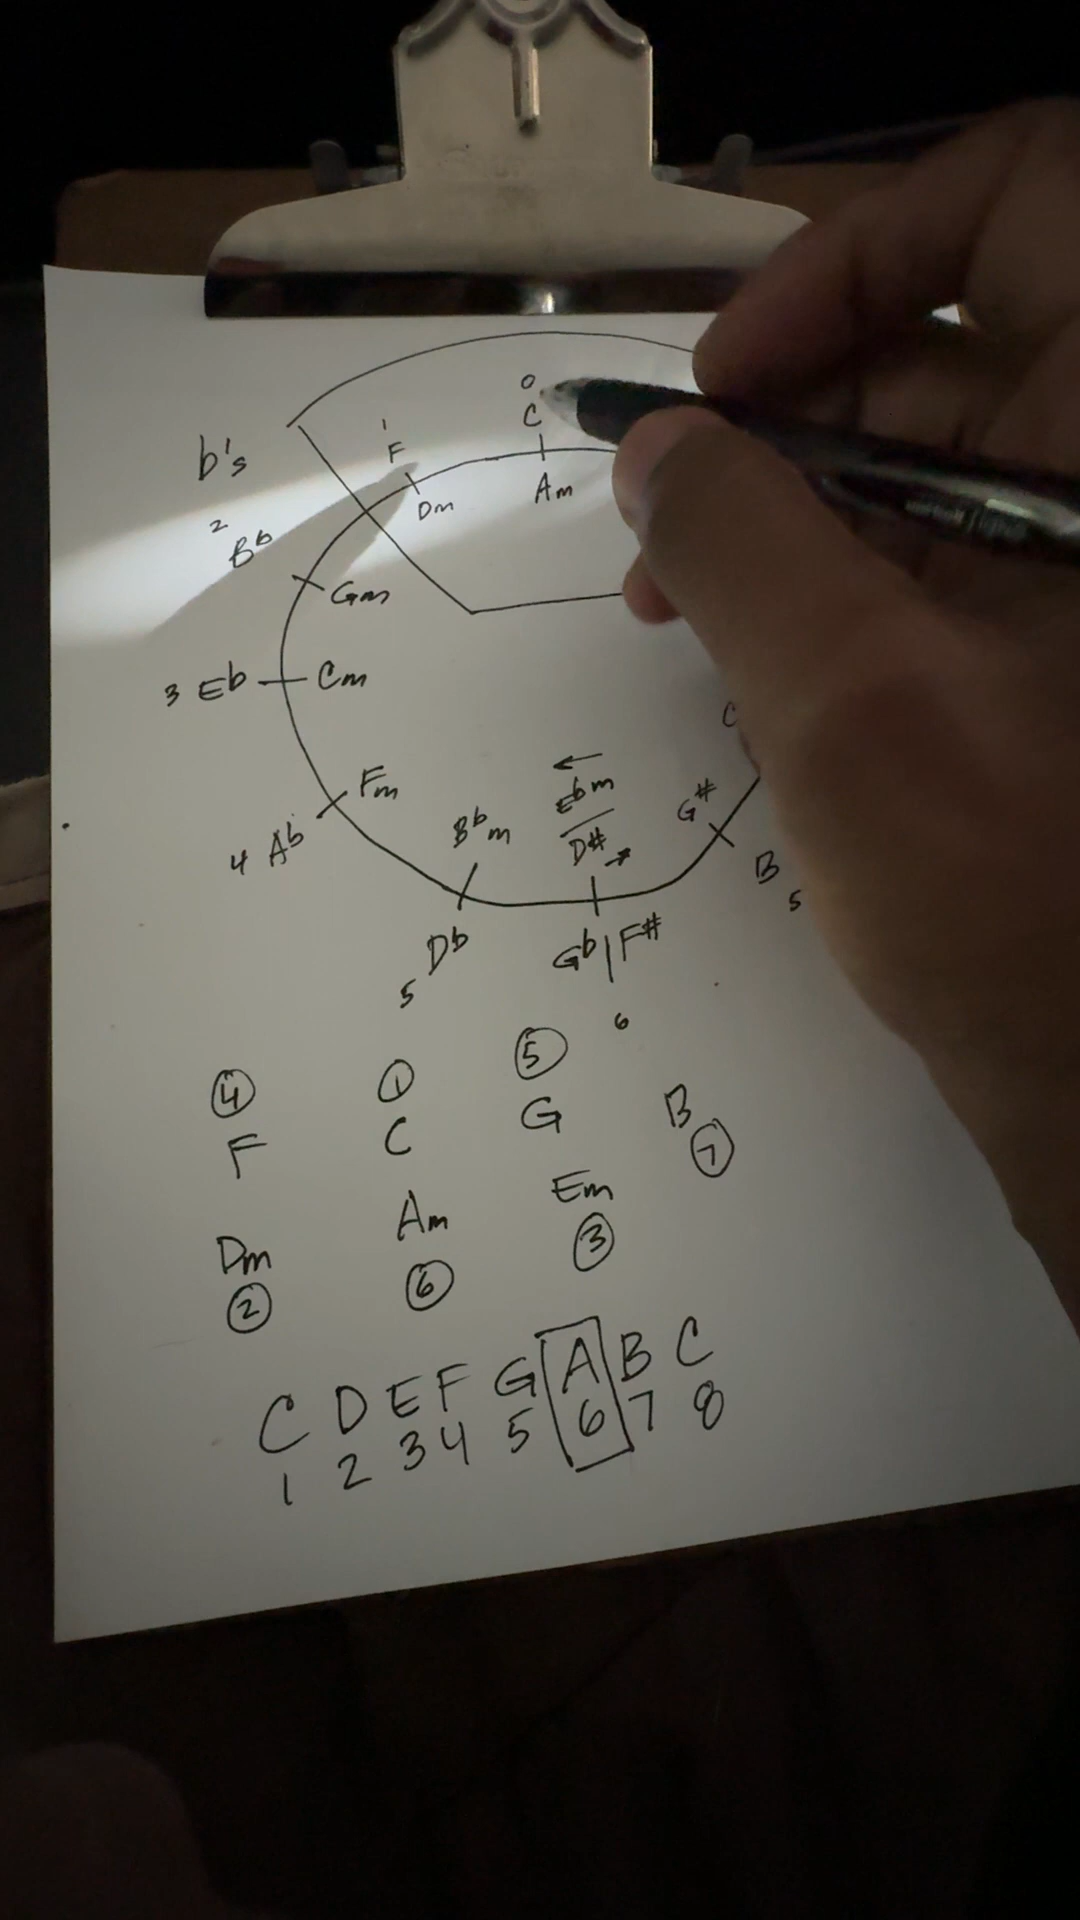 0
C
1
F
b's
Am
Dm
2
Bb
Gm
3 Eb
Cm
C
Fm
Ebm
D#
G#
Bbm
4 Ab
B
5
Db
5
Gb | F#
6
4 1 5
F C G B
7
Dm Am Em
2 6 3
C D E F G A B C
1 2 3 4 5 6 7 8